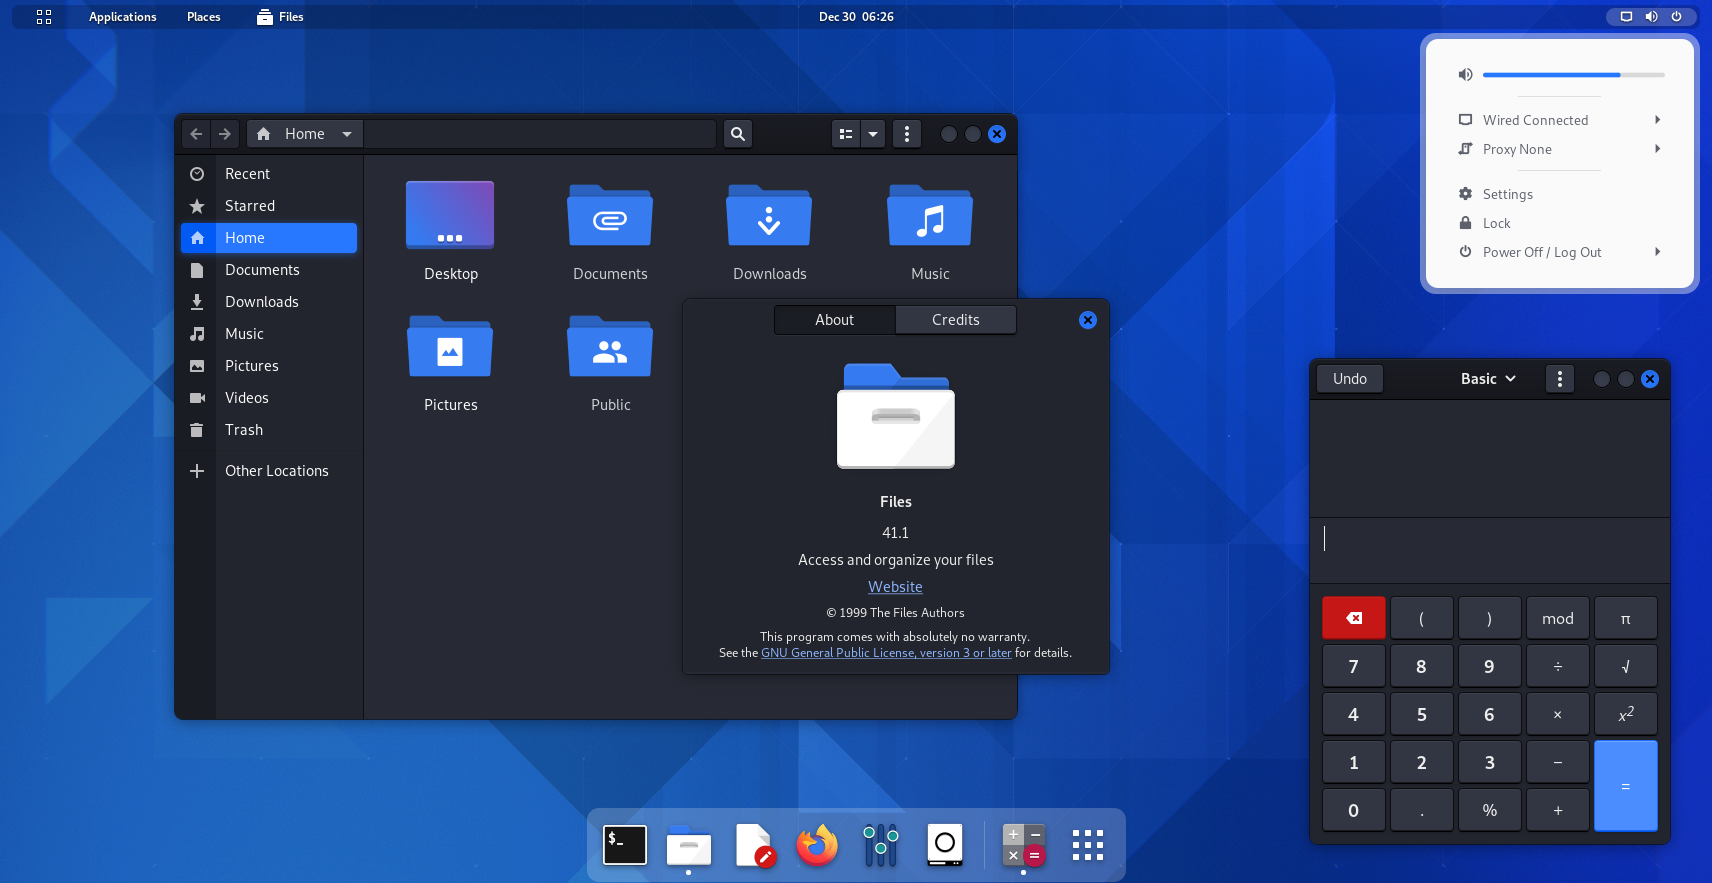 Applications Places Files Dec 30 06:26
Home
Recent
Starred
Home
Documents
Downloads
Music
Pictures
Videos
Trash
Other Locations
Desktop Documents Downloads Music
Pictures Public
About Credits
Files
41.1
Access and organize your files
Website
© 1999 The Files Authors
This program comes with absolutely no warranty.
See the GNU General Public License, version 3 or later for details.
Wired Connected
Proxy None
Settings
Lock
Power Off / Log Out
Undo Basic
( ) mod π
7 8 9 ÷ √
4 5 6 × x²
1 2 3 −
0 . % + =
$_